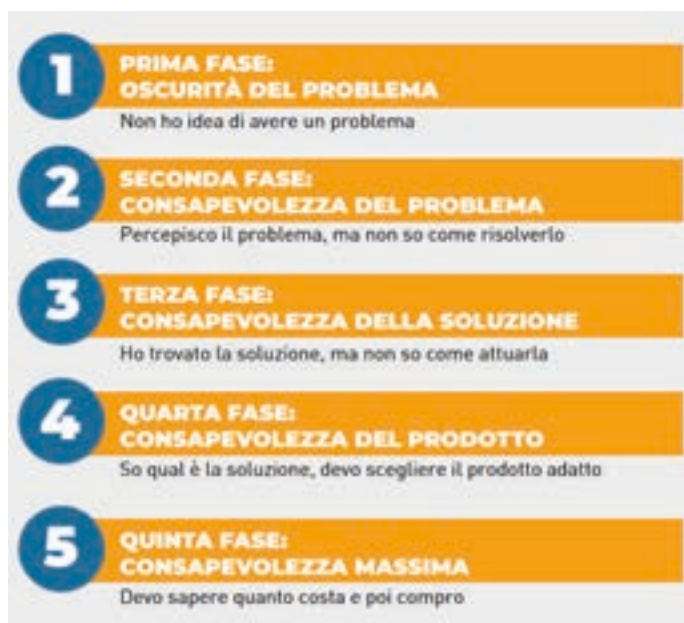 1
PRIMA FASE:
OSCURITÀ DEL PROBLEMA
Non ho idea di avere un problema
2
SECONDA FASE:
CONSAPEVOLEZZA DEL PROBLEMA
Percepisco il problema, ma non so come risolverlo
3
TERZA FASE:
CONSAPEVOLEZZA DELLA SOLUZIONE
Ho trovato la soluzione, ma non so come attuarla
4
QUARTA FASE:
CONSAPEVOLEZZA DEL PRODOTTO
So qual è la soluzione, devo scegliere il prodotto adatto
5
QUINTA FASE:
CONSAPEVOLEZZA MASSIMA
Devo sapere quanto costa e poi compro